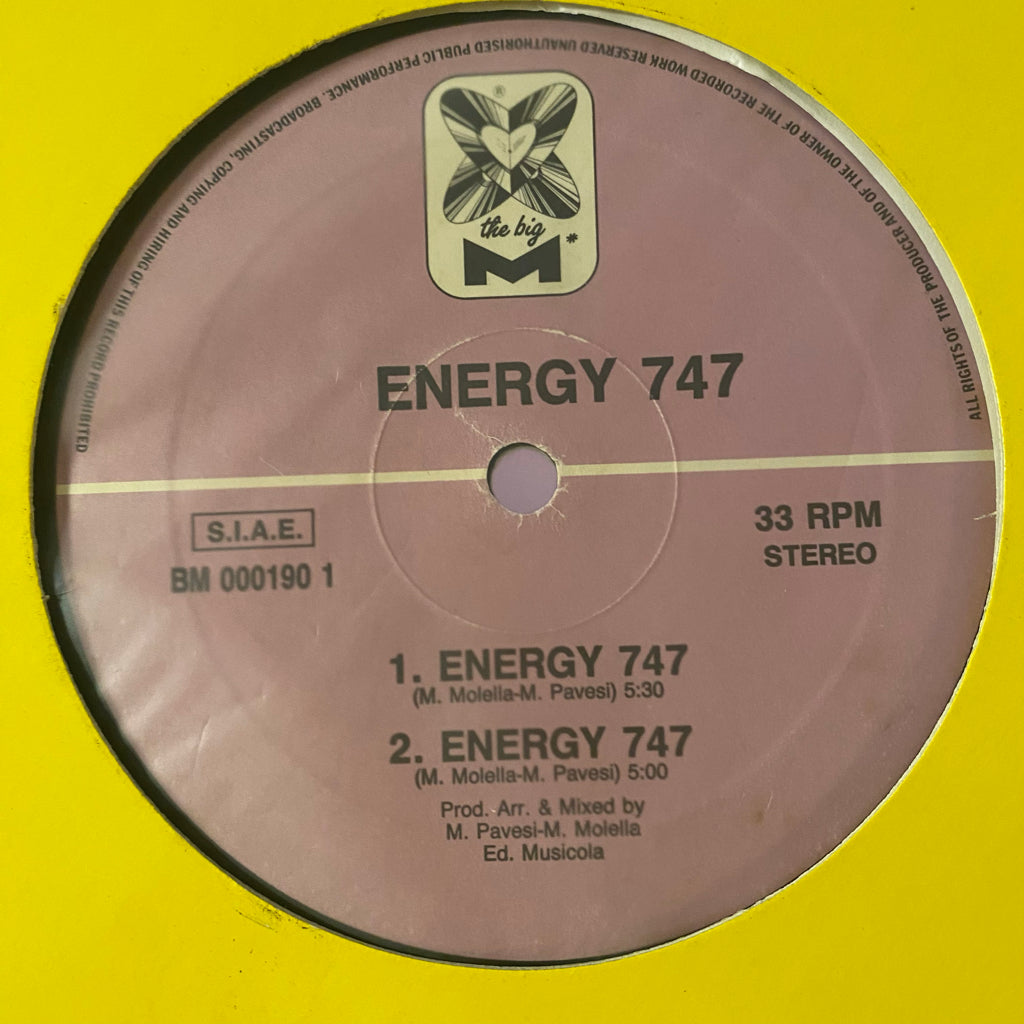 ALL RIGHTS OF THE PRODUCER AND OF THE OWNER OF THE RECORDED WORK RESERVED UNAUTHORISED PUBLIC PERFORMANCE, BROADCASTING, COPYING AND HIRING OF THIS RECORD PROHIBITED
®
the big
M*
ENERGY 747
S.I.A.E.
BM 000190 1
33 RPM
STEREO
1. ENERGY 747
(M. Molella-M. Pavesi) 5:30
2. ENERGY 747
(M. Molella-M. Pavesi) 5:00
Prod. Arr. & Mixed by
M. Pavesi-M. Molella
Ed. Musicola